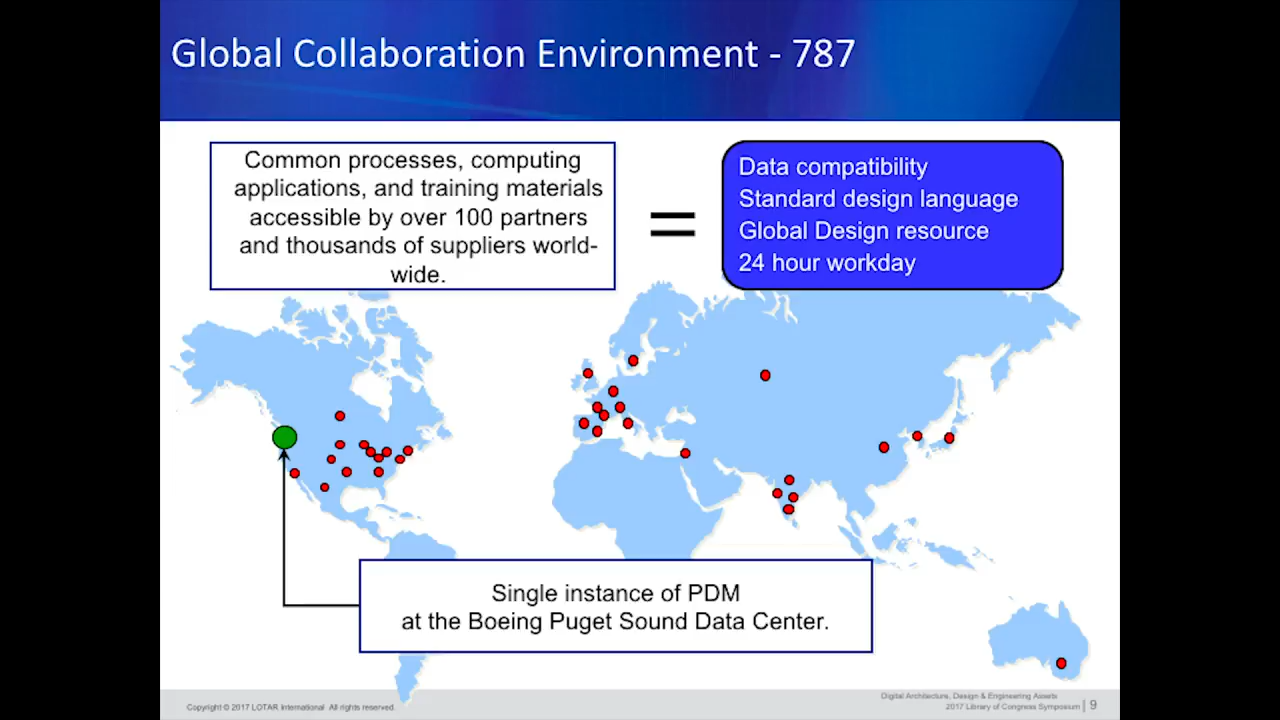 Global Collaboration Environment - 787
Common processes, computing
applications, and training materials
accessible by over 100 partners
and thousands of suppliers world-
wide.
=
Data compatibility
Standard design language
Global Design resource
24 hour workday
Single instance of PDM
at the Boeing Puget Sound Data Center.
Copyright © 2017 LOTAR International All rights reserved.
Digital Architecture, Design & Engineering Assets
2017 Library of Congress Symposium | 9